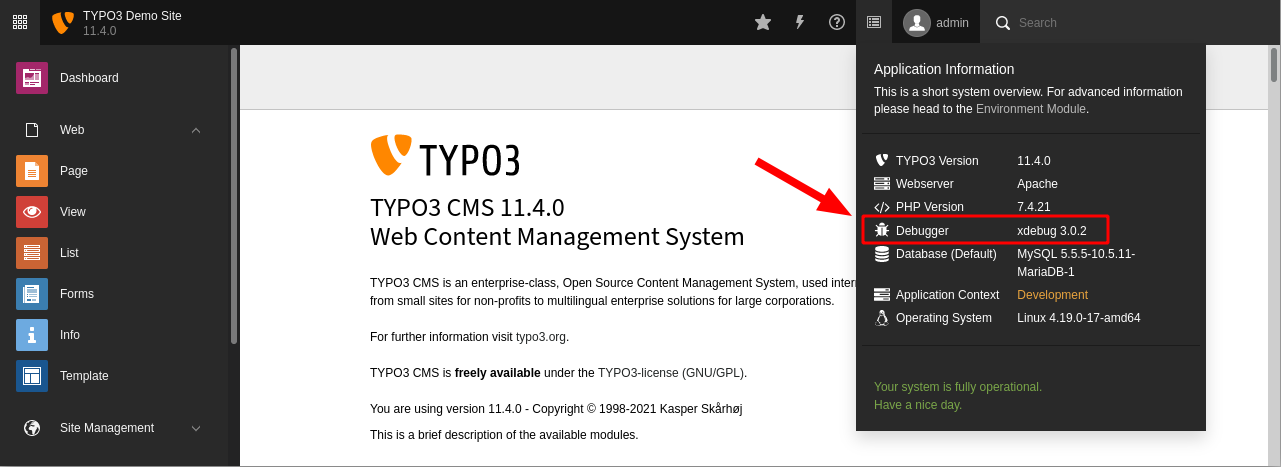 TYPO3 Demo Site
11.4.0
admin
Search
Dashboard
Web
Page
View
List
Forms
Info
Template
Site Management
TYPO3
TYPO3 CMS 11.4.0
Web Content Management System
TYPO3 CMS is an enterprise-class, Open Source Content Management System, used
from small sites for non-profits to multilingual enterprise solutions for large corporations.
For further information visit typo3.org.
TYPO3 CMS is freely available under the TYPO3-license (GNU/GPL).
You are using version 11.4.0 - Copyright © 1998-2021 Kasper Skårhøj
This is a brief description of the available modules.
Application Information
This is a short system overview. For advanced information
please head to the Environment Module.
TYPO3 Version 11.4.0
Webserver Apache
PHP Version 7.4.21
Debugger xdebug 3.0.2
Database (Default) MySQL 5.5.5-10.5.11-
MariaDB-1
Application Context Development
Operating System Linux 4.19.0-17-amd64
Your system is fully operational.
Have a nice day.